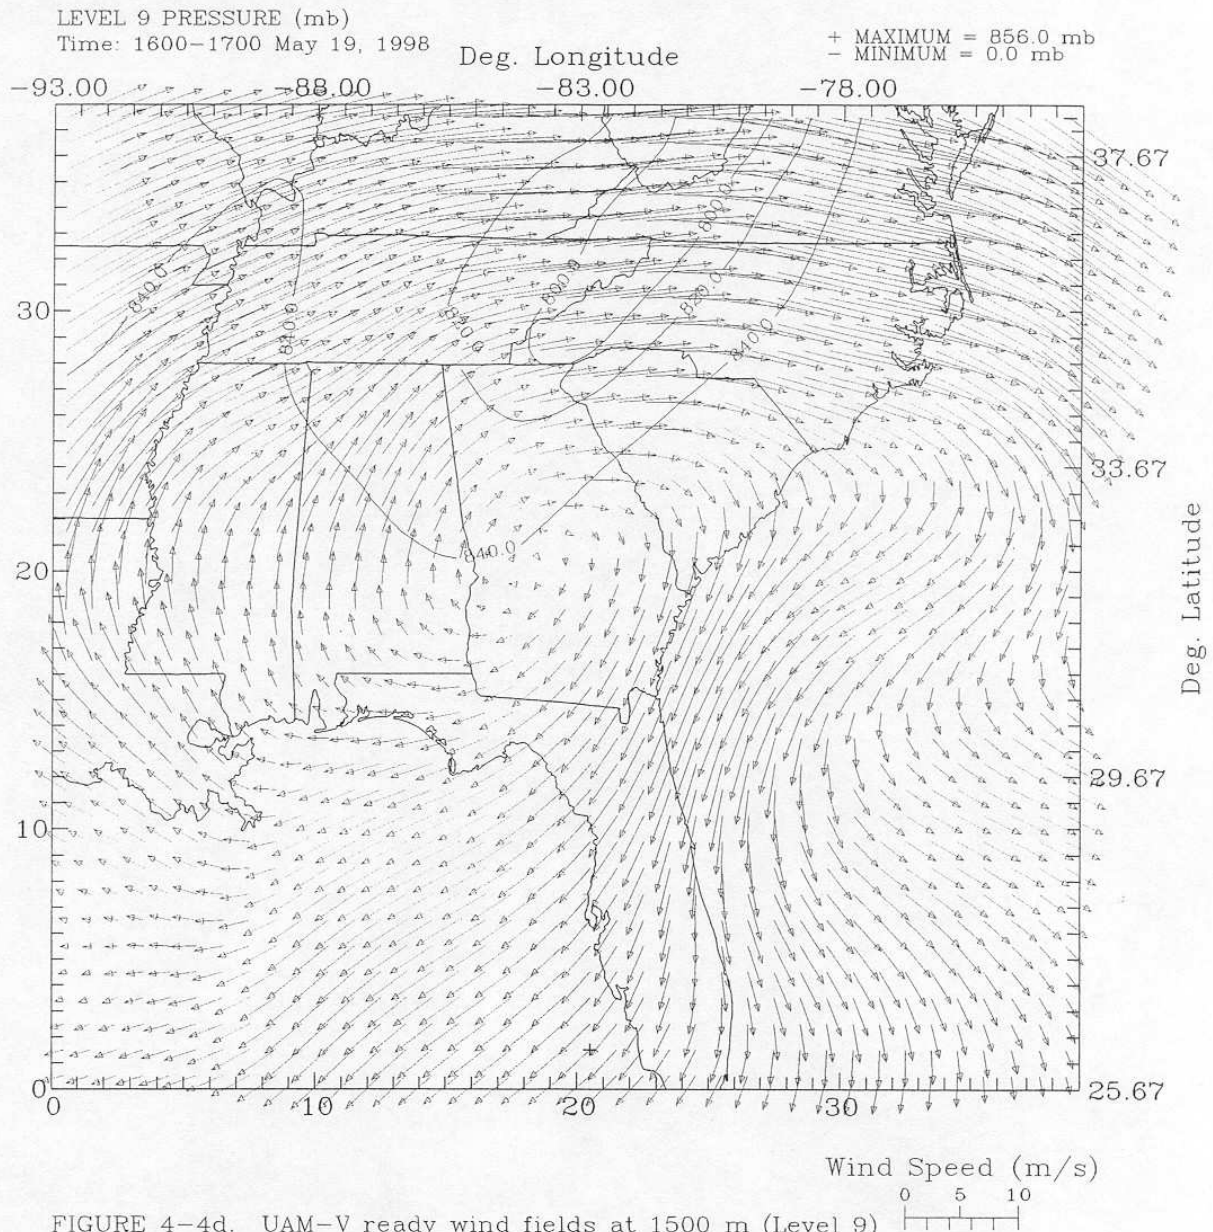 LEVEL 9 PRESSURE (mb)
Time: 1600-1700 May 19, 1998
+ MAXIMUM = 856.0 mb
- MINIMUM = 0.0 mb
Deg. Longitude
-93.00 -88.00 -83.00 -78.00
37.67
800.0
840.0
800.0
820.0
30
840.0
820.0
840.0
33.67
840.0
20
Deg. Latitude
29.67
10
+
0
25.67
0 10 20 30
Wind Speed (m/s)
0 5 10
FIGURE 4-4d. UAM-V ready wind fields at 1500 m (Level 9)